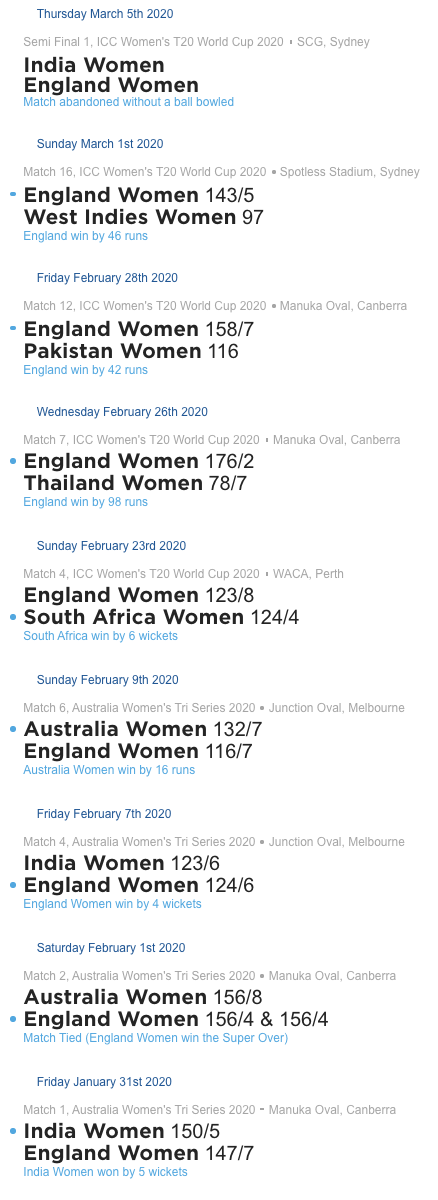 Thursday March 5th 2020
Semi Final 1, ICC Women's T20 World Cup 2020 • SCG, Sydney
India Women
England Women
Match abandoned without a ball bowled
Sunday March 1st 2020
Match 16, ICC Women's T20 World Cup 2020 • Spotless Stadium, Sydney
England Women 143/5
West Indies Women 97
England win by 46 runs
Friday February 28th 2020
Match 12, ICC Women's T20 World Cup 2020 • Manuka Oval, Canberra
England Women 158/7
Pakistan Women 116
England win by 42 runs
Wednesday February 26th 2020
Match 7, ICC Women's T20 World Cup 2020 • Manuka Oval, Canberra
England Women 176/2
Thailand Women 78/7
England win by 98 runs
Sunday February 23rd 2020
Match 4, ICC Women's T20 World Cup 2020 • WACA, Perth
England Women 123/8
South Africa Women 124/4
South Africa win by 6 wickets
Sunday February 9th 2020
Match 6, Australia Women's Tri Series 2020 • Junction Oval, Melbourne
Australia Women 132/7
England Women 116/7
Australia Women win by 16 runs
Friday February 7th 2020
Match 4, Australia Women's Tri Series 2020 • Junction Oval, Melbourne
India Women 123/6
England Women 124/6
England Women win by 4 wickets
Saturday February 1st 2020
Match 2, Australia Women's Tri Series 2020 • Manuka Oval, Canberra
Australia Women 156/8
England Women 156/4 & 156/4
Match Tied (England Women win the Super Over)
Friday January 31st 2020
Match 1, Australia Women's Tri Series 2020 • Manuka Oval, Canberra
India Women 150/5
England Women 147/7
India Women won by 5 wickets